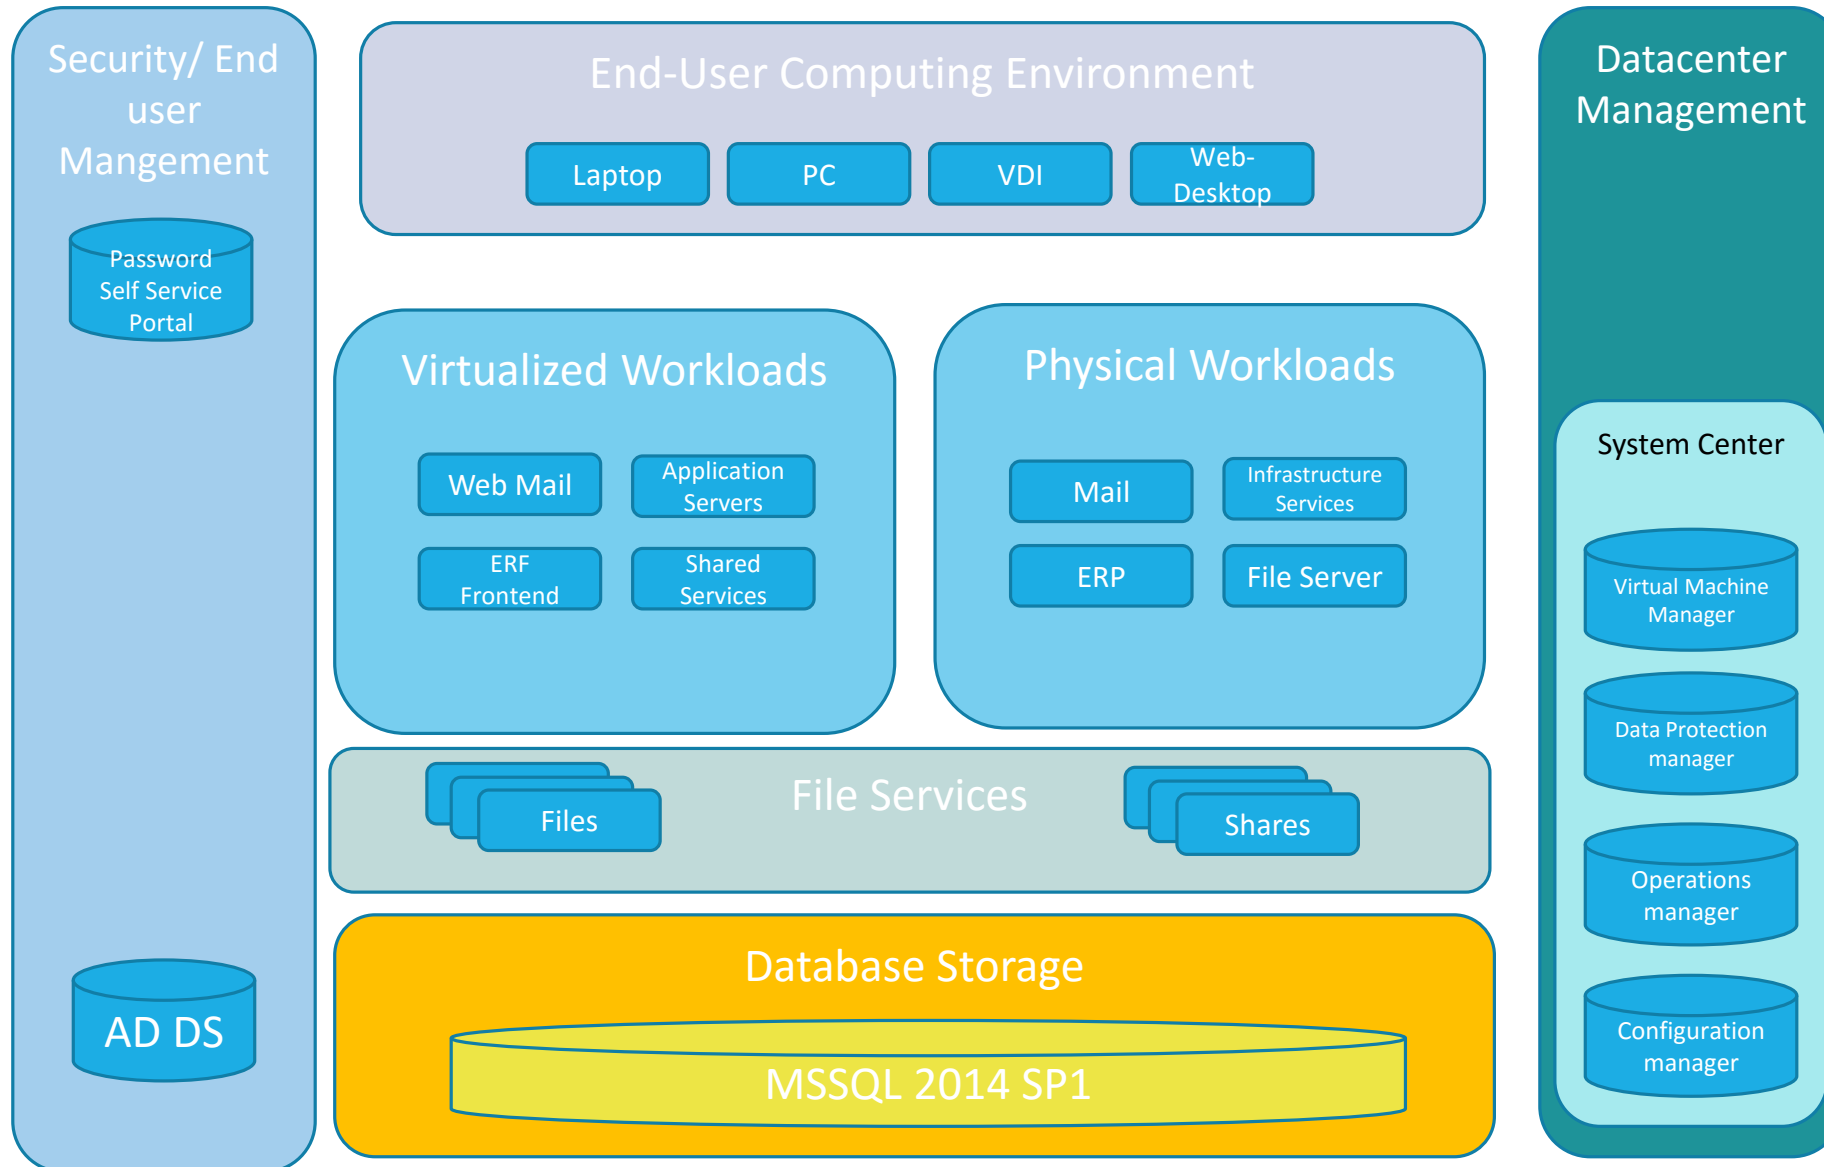 Security/ End
user
Mangement
Password
Self Service
Portal
AD DS
End-User Computing Environment
Laptop
PC
VDI
Web-
Desktop
Virtualized Workloads
Web Mail
Application
Servers
ERF
Frontend
Shared
Services
Physical Workloads
Mail
Infrastructure
Services
ERP
File Server
File Services
Files
Shares
Database Storage
MSSQL 2014 SP1
Datacenter
Management
System Center
Virtual Machine
Manager
Data Protection
manager
Operations
manager
Configuration
manager